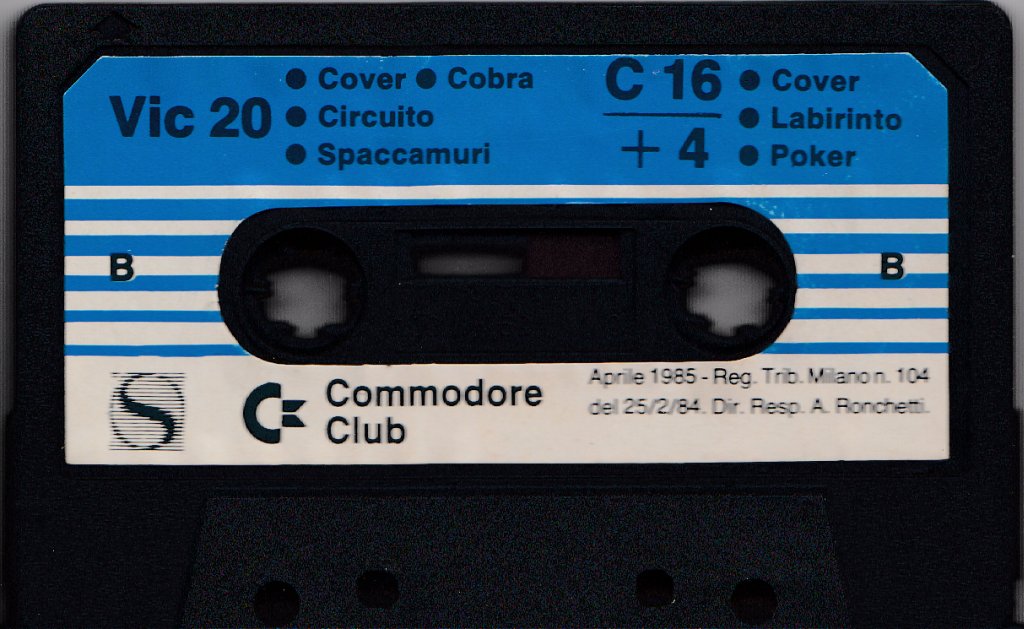 Vic 20
● Cover ● Cobra
● Circuito
● Spaccamuri
C 16
+ 4
● Cover
● Labirinto
● Poker
B
B
S
Commodore
Club
Aprile 1985 - Reg. Trib. Milano n. 104
del 25/2/84. Dir. Resp. A. Ronchetti.